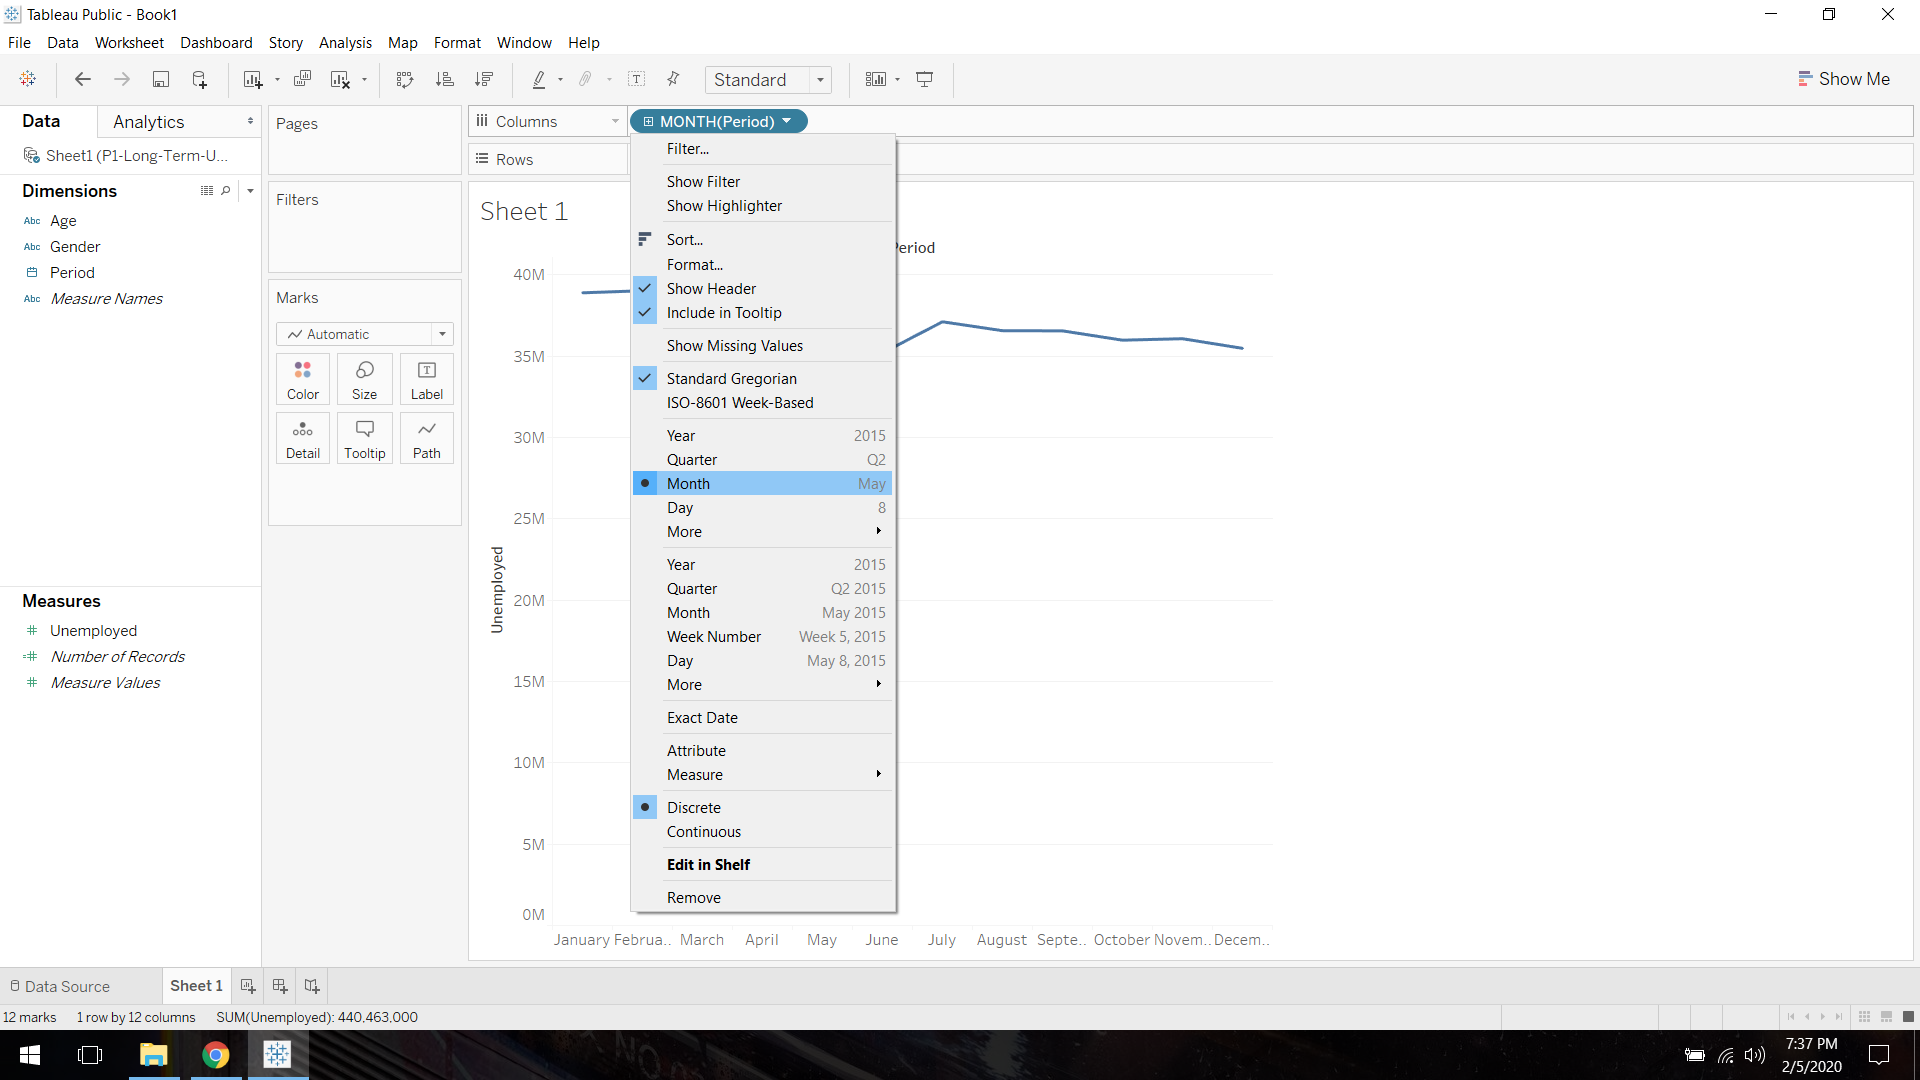 Tableau Public - Book1
File Data Worksheet Dashboard Story Analysis Map Format Window Help
Standard
Show Me
Data
Analytics
Sheet1 (P1-Long-Term-U...
Dimensions
Abc Age
Abc Gender
Period
Abc Measure Names
Measures
# Unemployed
=# Number of Records
# Measure Values
Pages
Filters
Marks
Automatic
Color Size Label
Detail Tooltip Path
Columns
MONTH(Period)
Rows
Sheet 1
Period
Filter...
Show Filter
Show Highlighter
Sort...
Format...
Show Header
Include in Tooltip
Show Missing Values
Standard Gregorian
ISO-8601 Week-Based
Year 2015
Quarter Q2
Month May
Day 8
More
Year 2015
Quarter Q2 2015
Month May 2015
Week Number Week 5, 2015
Day May 8, 2015
More
Exact Date
Attribute
Measure
Discrete
Continuous
Edit in Shelf
Remove
40M
35M
30M
25M
20M
15M
10M
5M
0M
Unemployed
January Februa.. March April May June July August Septe.. October Novem.. Decem..
Data Source
Sheet 1
12 marks 1 row by 12 columns SUM(Unemployed): 440,463,000
7:37 PM
2/5/2020